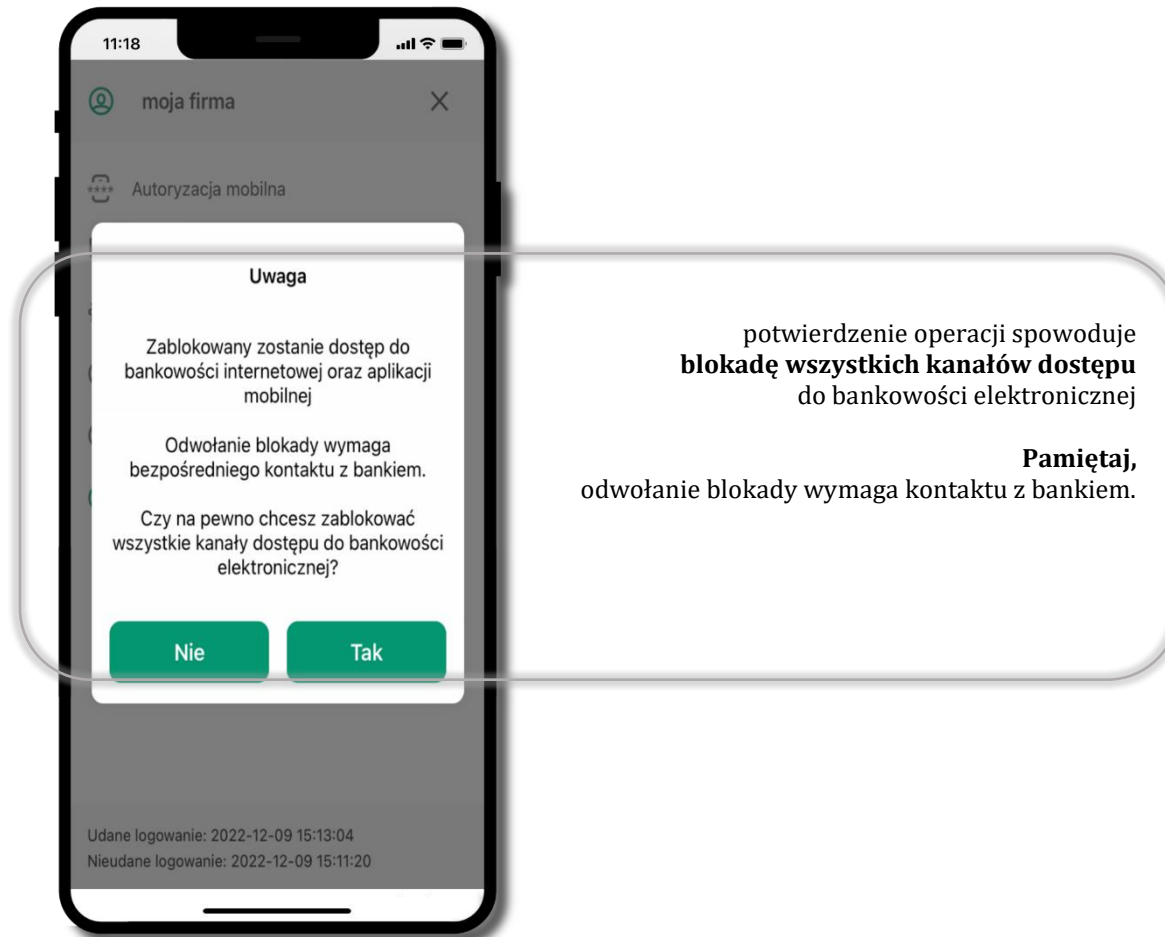 11:18
moja firma
****
Autoryzacja mobilna
Uwaga
Zablokowany zostanie dostęp do
bankowości internetowej oraz aplikacji
mobilnej
Odwołanie blokady wymaga
bezpośredniego kontaktu z bankiem.
Czy na pewno chcesz zablokować
wszystkie kanały dostępu do bankowości
elektronicznej?
Nie
Tak
Udane logowanie: 2022-12-09 15:13:04
Nieudane logowanie: 2022-12-09 15:11:20
potwierdzenie operacji spowoduje
blokadę wszystkich kanałów dostępu
do bankowości elektronicznej
Pamiętaj,
odwołanie blokady wymaga kontaktu z bankiem.